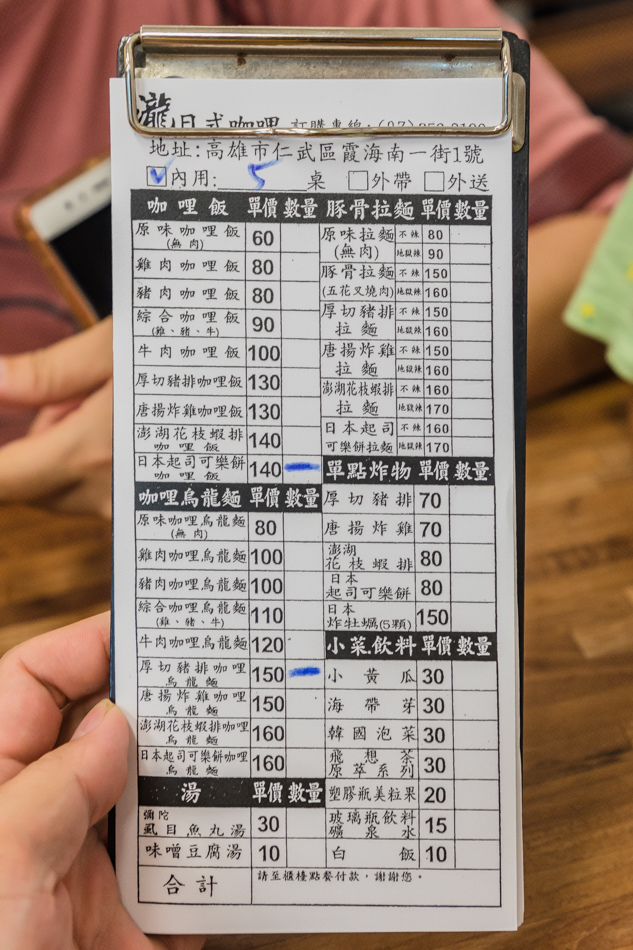 瀧日式咖哩 訂購專線:(07)
地址:高雄市仁武區霞海南一街1號
內用: 5 桌 外帶 外送
咖哩飯 單價 數量
原味咖哩飯 60
(無肉)
雞肉咖哩飯 80
豬肉咖哩飯 80
綜合咖哩飯 90
(雞、豬、牛)
牛肉咖哩飯 100
厚切豬排咖哩飯 130
唐揚炸雞咖哩飯 130
澎湖花枝蝦排 140
咖哩飯
日本起司可樂餅 140
咖哩飯
咖哩烏龍麵 單價 數量
原味咖哩烏龍麵 80
(無肉)
雞肉咖哩烏龍麵 100
豬肉咖哩烏龍麵 100
綜合咖哩烏龍麵 110
(雞、豬、牛)
牛肉咖哩烏龍麵 120
厚切豬排咖哩 150
烏龍麵
唐揚炸雞咖哩 150
烏龍麵
澎湖花枝蝦排咖哩 160
烏龍麵
日本起司可樂餅咖哩 160
烏龍麵
湯 單價 數量
彌陀
虱目魚丸湯 30
味噌豆腐湯 10
合計
豚骨拉麵 單價 數量
原味拉麵 不辣 80
(無肉) 地獄辣 90
豚骨拉麵 不辣 150
(五花叉燒肉) 地獄辣 160
厚切豬排 不辣 150
拉麵 地獄辣 160
唐揚炸雞 不辣 150
拉麵 地獄辣 160
澎湖花枝蝦排 不辣 160
拉麵 地獄辣 170
日本起司 不辣 160
可樂餅拉麵 地獄辣 170
單點炸物 單價 數量
厚切豬排 70
唐揚炸雞 70
澎湖
花枝蝦排 80
日本
起司可樂餅 80
日本
炸牡蠣(5顆) 150
小菜.飲料 單價 數量
小黃瓜 30
海帶芽 30
韓國泡菜 30
飛想茶
原萃系列 30
塑膠瓶美粒果 20
玻璃瓶飲料
礦泉水 15
白飯 10
請至櫃檯點餐付款,謝謝您。